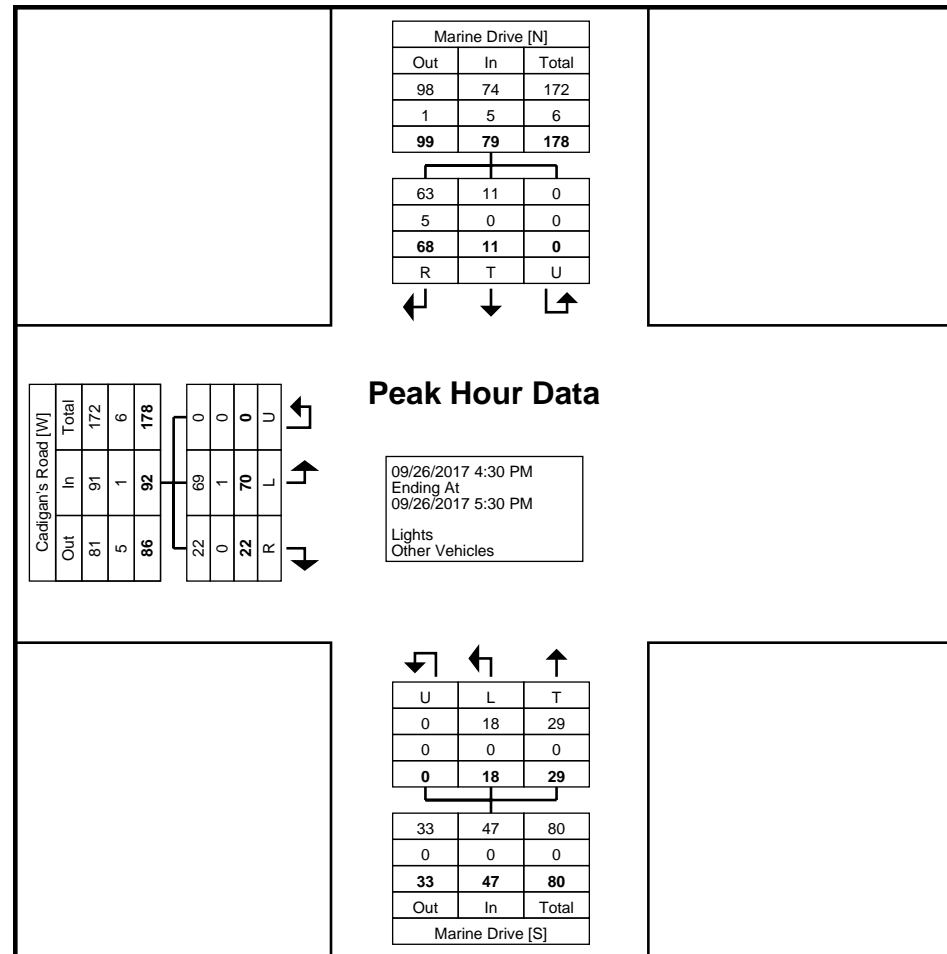 Marine Drive [N]
Out In Total
98 74 172
1 5 6
99 79 178
63 11 0
5 0 0
68 11 0
R T U
Peak Hour Data
Cadigan's Road [W]
Out In Total
81 91 172
5 1 6
86 92 178
22 69 0
0 1 0
22 70 0
R L U
09/26/2017 4:30 PM
Ending At
09/26/2017 5:30 PM
Lights
Other Vehicles
U L T
0 18 29
0 0 0
0 18 29
33 47 80
0 0 0
33 47 80
Out In Total
Marine Drive [S]